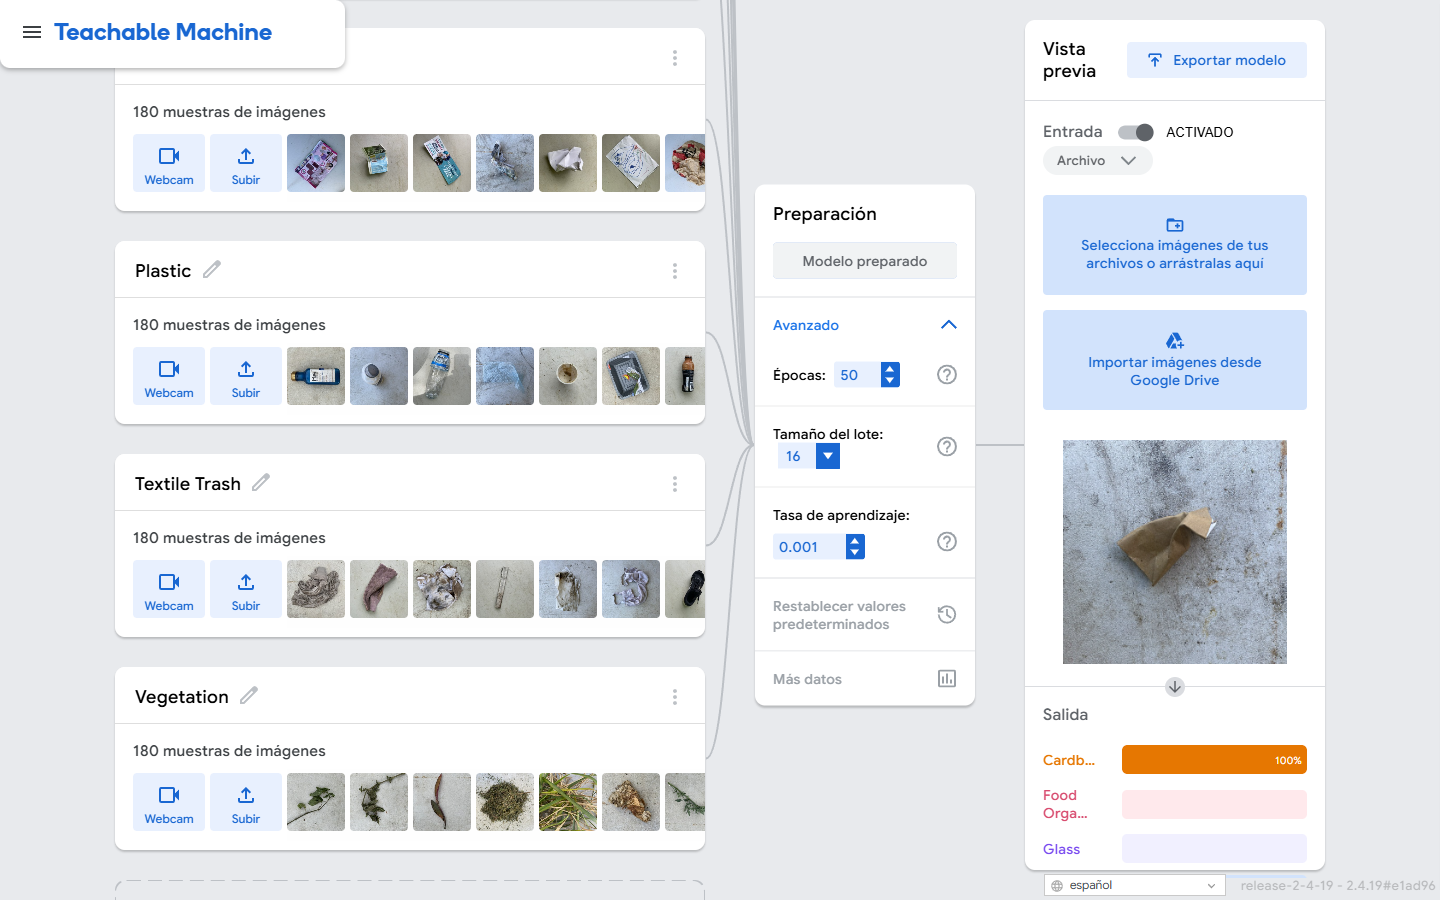 Teachable Machine
180 muestras de imágenes
Webcam
Subir
Plastic
180 muestras de imágenes
Webcam
Subir
Textile Trash
180 muestras de imágenes
Webcam
Subir
Vegetation
180 muestras de imágenes
Webcam
Subir
Preparación
Modelo preparado
Avanzado
Épocas: 50
Tamaño del lote:
16
Tasa de aprendizaje:
0.001
Restablecer valores
predeterminados
Más datos
Vista
previa
Exportar modelo
Entrada ACTIVADO
Archivo
Selecciona imágenes de tus
archivos o arrástralas aquí
Importar imágenes desde
Google Drive
Salida
Cardb... 100%
Food
Orga...
Glass
español
release-2-4-19 - 2.4.19#e1ad96